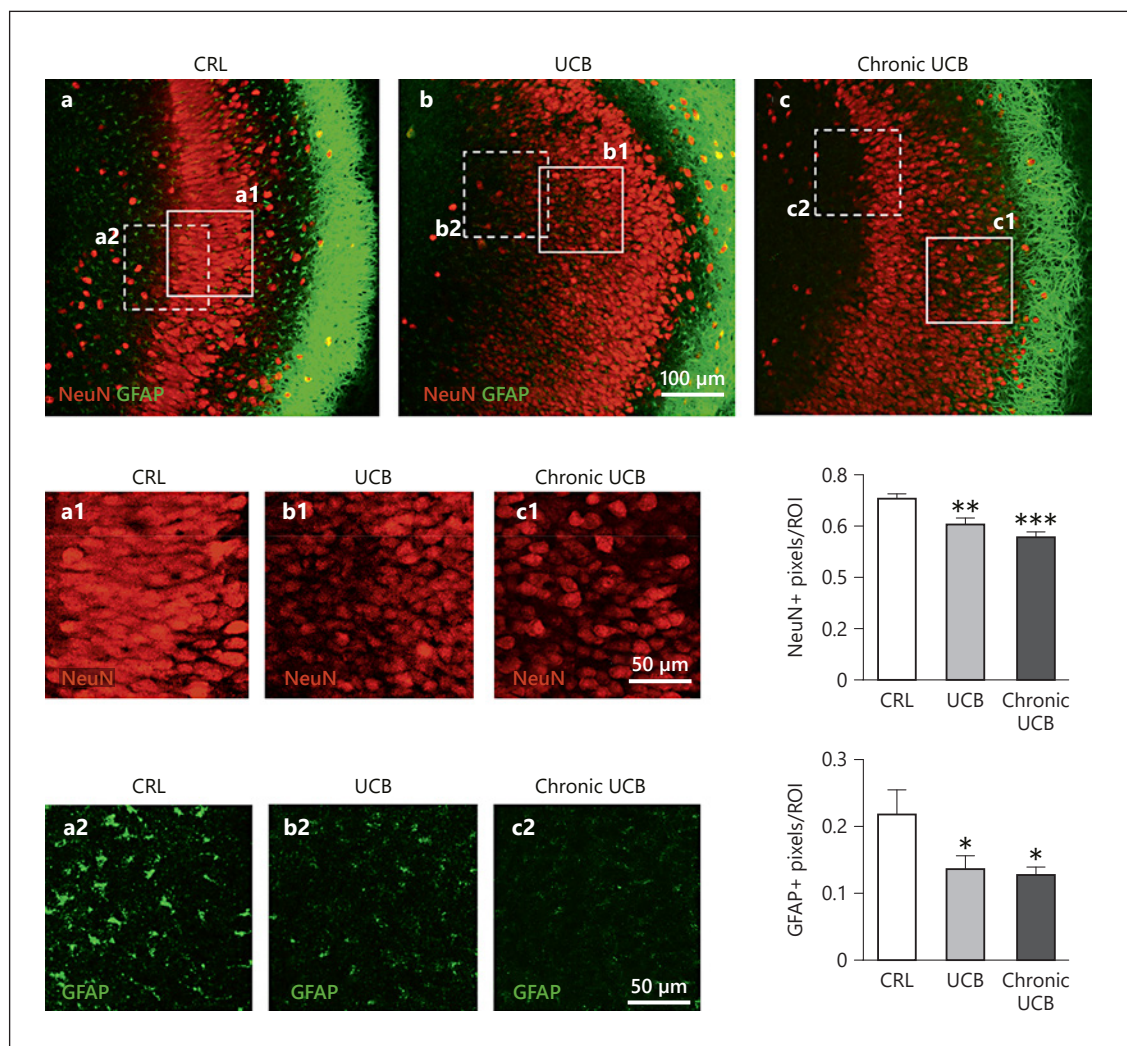 CRL UCB Chronic UCB
a b c
b1
a1
a2 b2 c2 c1
100 µm
NeuN GFAP NeuN GFAP
CRL UCB Chronic UCB
a1 b1 c1
50 µm
NeuN NeuN NeuN
NeuN+ pixels/ROI
0.8
0.6
0.5
0.2
0
** ***
CRL UCB Chronic
UCB
CRL UCB Chronic UCB
a2 b2 c2
50 µm
GFAP GFAP GFAP
GFAP+ pixels/ROI
0.3
0.2
0.1
0
* *
CRL UCB Chronic
UCB